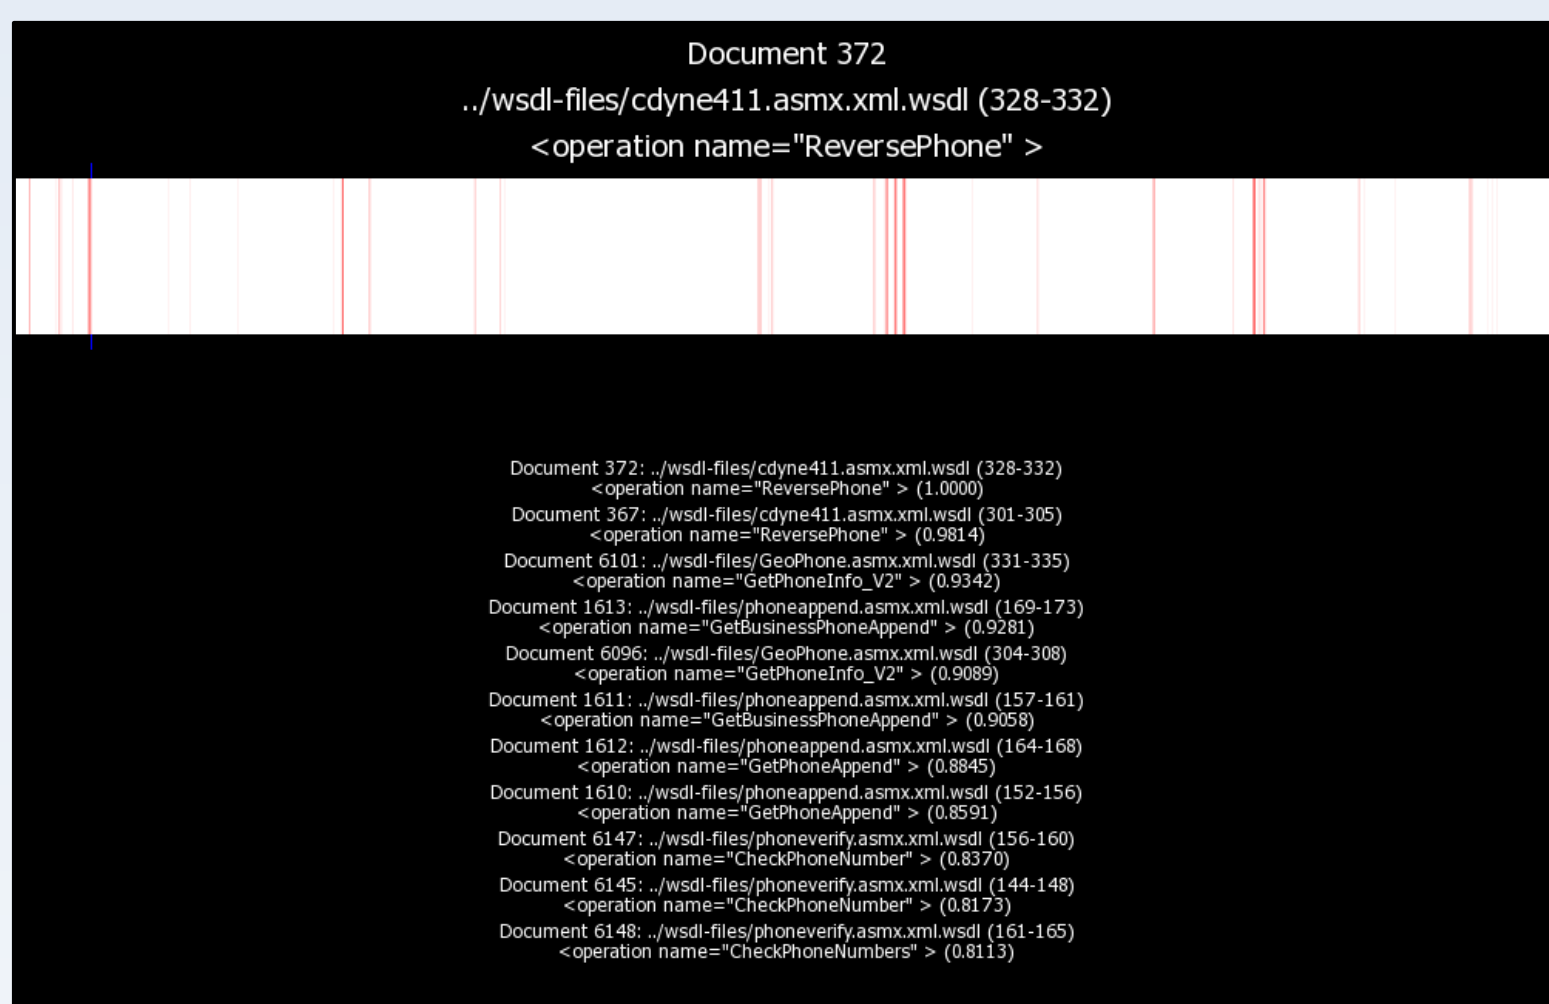 Document 372
../wsdl-files/cdyne411.asmx.xml.wsdl (328-332)
<operation name="ReversePhone" >
Document 372: ../wsdl-files/cdyne411.asmx.xml.wsdl (328-332)
<operation name="ReversePhone" > (1.0000)
Document 367: ../wsdl-files/cdyne411.asmx.xml.wsdl (301-305)
<operation name="ReversePhone" > (0.9814)
Document 6101: ../wsdl-files/GeoPhone.asmx.xml.wsdl (331-335)
<operation name="GetPhoneInfo_V2" > (0.9342)
Document 1613: ../wsdl-files/phoneappend.asmx.xml.wsdl (169-173)
<operation name="GetBusinessPhoneAppend" > (0.9281)
Document 6096: ../wsdl-files/GeoPhone.asmx.xml.wsdl (304-308)
<operation name="GetPhoneInfo_V2" > (0.9089)
Document 1611: ../wsdl-files/phoneappend.asmx.xml.wsdl (157-161)
<operation name="GetBusinessPhoneAppend" > (0.9058)
Document 1612: ../wsdl-files/phoneappend.asmx.xml.wsdl (164-168)
<operation name="GetPhoneAppend" > (0.8845)
Document 1610: ../wsdl-files/phoneappend.asmx.xml.wsdl (152-156)
<operation name="GetPhoneAppend" > (0.8591)
Document 6147: ../wsdl-files/phoneverify.asmx.xml.wsdl (156-160)
<operation name="CheckPhoneNumber" > (0.8370)
Document 6145: ../wsdl-files/phoneverify.asmx.xml.wsdl (144-148)
<operation name="CheckPhoneNumber" > (0.8173)
Document 6148: ../wsdl-files/phoneverify.asmx.xml.wsdl (161-165)
<operation name="CheckPhoneNumbers" > (0.8113)